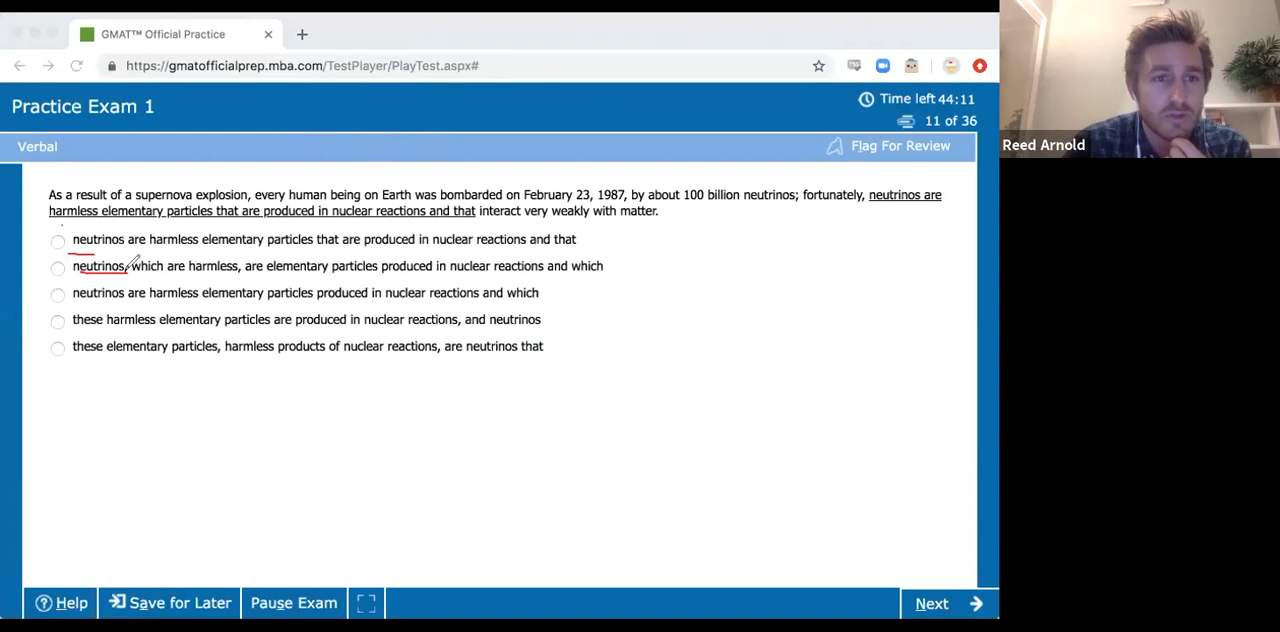 GMAT™ Official Practice
https://gmatofficialprep.mba.com/TestPlayer/PlayTest.aspx#
Reed Arnold
Practice Exam 1
Time left 44:11
11 of 36
Verbal
Flag For Review
As a result of a supernova explosion, every human being on Earth was bombarded on February 23, 1987, by about 100 billion neutrinos; fortunately, neutrinos are
harmless elementary particles that are produced in nuclear reactions and that interact very weakly with matter.
neutrinos are harmless elementary particles that are produced in nuclear reactions and that
neutrinos, which are harmless, are elementary particles produced in nuclear reactions and which
neutrinos are harmless elementary particles produced in nuclear reactions and which
these harmless elementary particles are produced in nuclear reactions, and neutrinos
these elementary particles, harmless products of nuclear reactions, are neutrinos that
Help
Save for Later
Pause Exam
Next